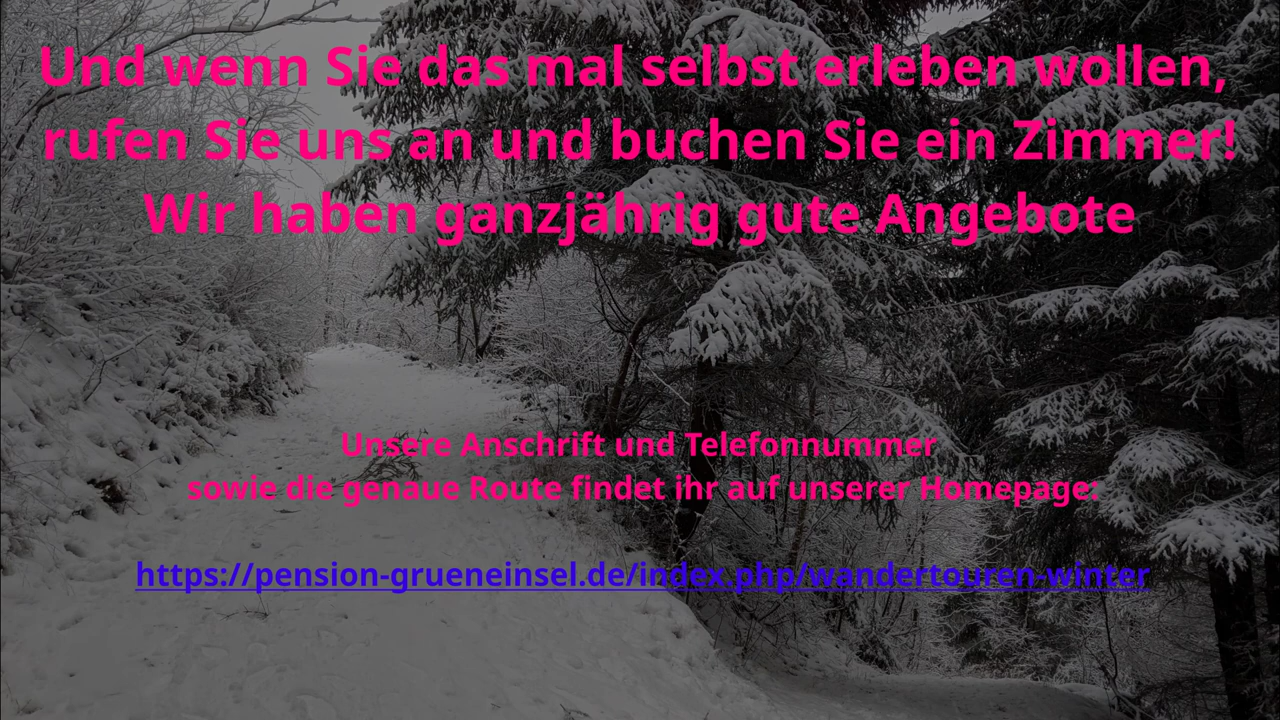 Und wenn Sie das mal selbst erleben wollen,
rufen Sie uns an und buchen Sie ein Zimmer!
Wir haben ganzjährig gute Angebote
Unsere Anschrift und Telefonnummer
sowie die genaue Route findet ihr auf unserer Homepage:
https://pension-grueneinsel.de/index.php/wandertouren-winter